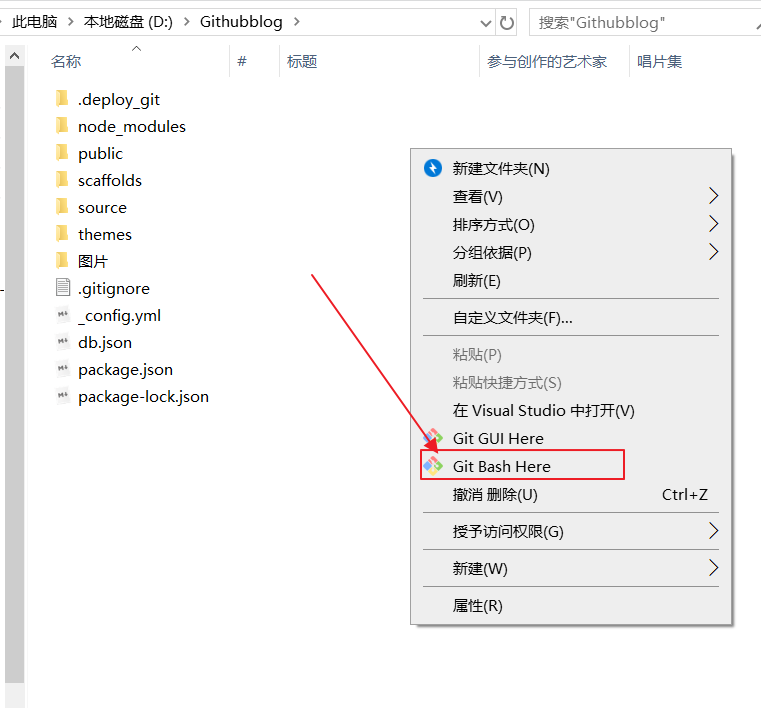 此电脑 > 本地磁盘 (D:) > Githubblog >
搜索"Githubblog"
名称 # 标题 参与创作的艺术家 唱片集
.deploy_git
node_modules
public
scaffolds
source
themes
图片
.gitignore
_config.yml
db.json
package.json
package-lock.json
新建文件夹(N)
查看(V)
排序方式(O)
分组依据(P)
刷新(E)
自定义文件夹(F)...
粘贴(P)
粘贴快捷方式(S)
在 Visual Studio 中打开(V)
Git GUI Here
Git Bash Here
撤消 删除(U) Ctrl+Z
授予访问权限(G)
新建(W)
属性(R)